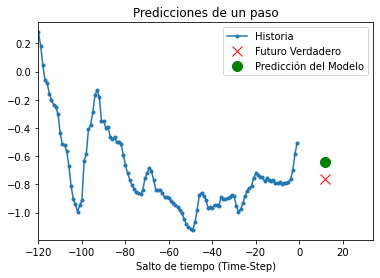 Predicciones de un paso
Historia
Futuro Verdadero
Predicción del Modelo
0.2
0.0
−0.2
−0.4
−0.6
−0.8
−1.0
−120 −100 −80 −60 −40 −20 0 20
Salto de tiempo (Time-Step)